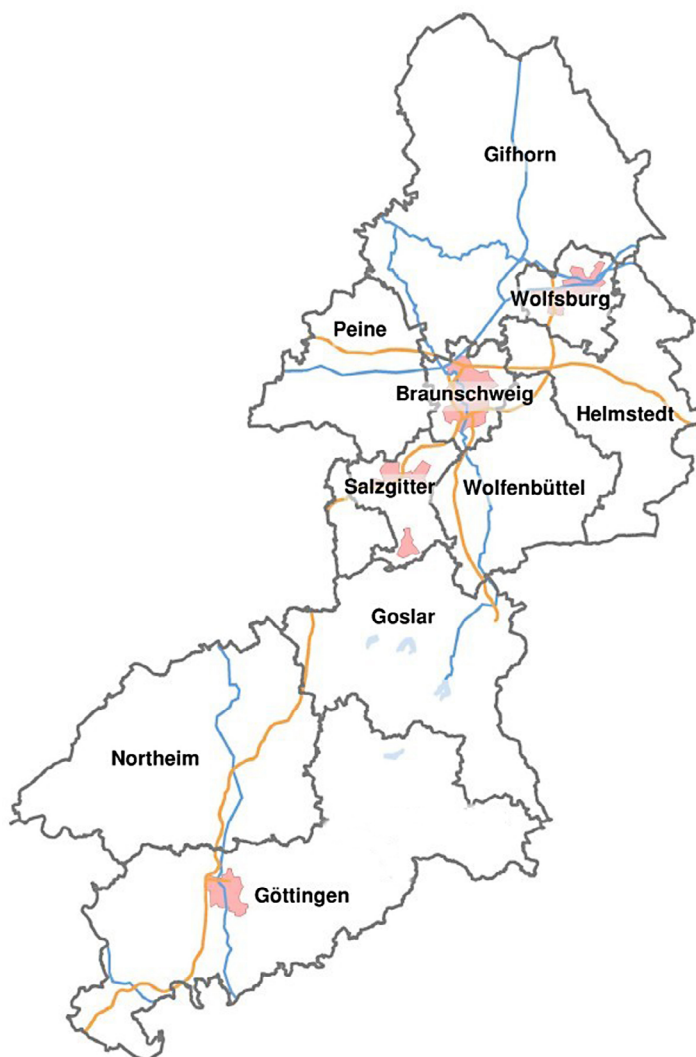 Gifhorn
Wolfsburg
Peine
Braunschweig
Helmstedt
Salzgitter
Wolfenbüttel
Goslar
Northeim
Göttingen